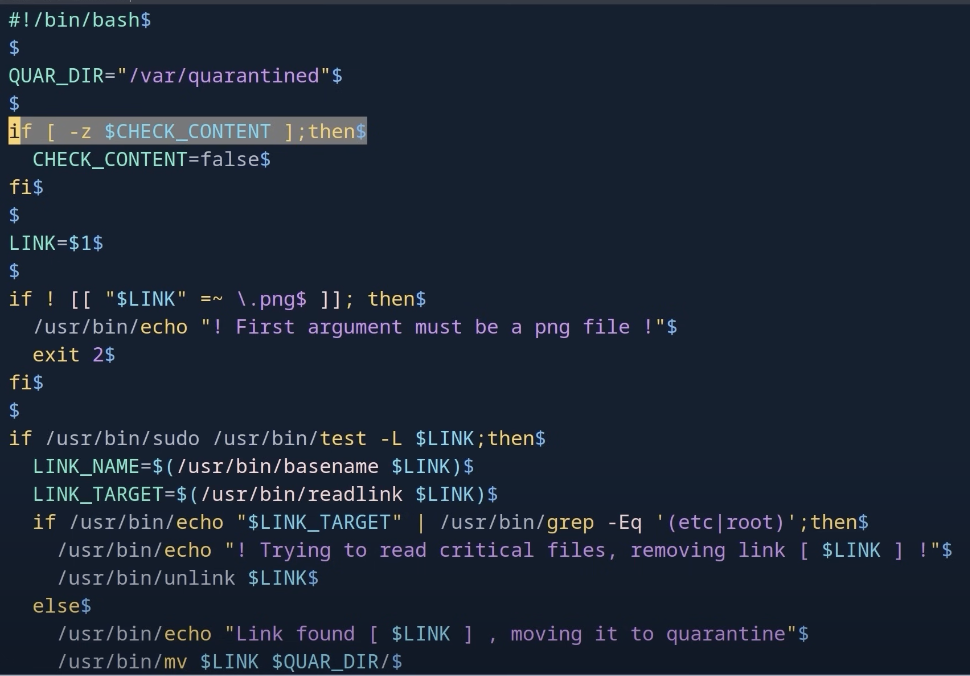 #!/bin/bash$
$
QUAR_DIR="/var/quarantined"$
$
if [ -z $CHECK_CONTENT ];then$
  CHECK_CONTENT=false$
fi$
$
LINK=$1$
$
if ! [[ "$LINK" =~ \.png$ ]]; then$
  /usr/bin/echo "! First argument must be a png file !"$
  exit 2$
fi$
$
if /usr/bin/sudo /usr/bin/test -L $LINK;then$
  LINK_NAME=$(/usr/bin/basename $LINK)$
  LINK_TARGET=$(/usr/bin/readlink $LINK)$
  if /usr/bin/echo "$LINK_TARGET" | /usr/bin/grep -Eq '(etc|root)';then$
    /usr/bin/echo "! Trying to read critical files, removing link [ $LINK ] !"$
    /usr/bin/unlink $LINK$
  else$
    /usr/bin/echo "Link found [ $LINK ] , moving it to quarantine"$
    /usr/bin/mv $LINK $QUAR_DIR/$